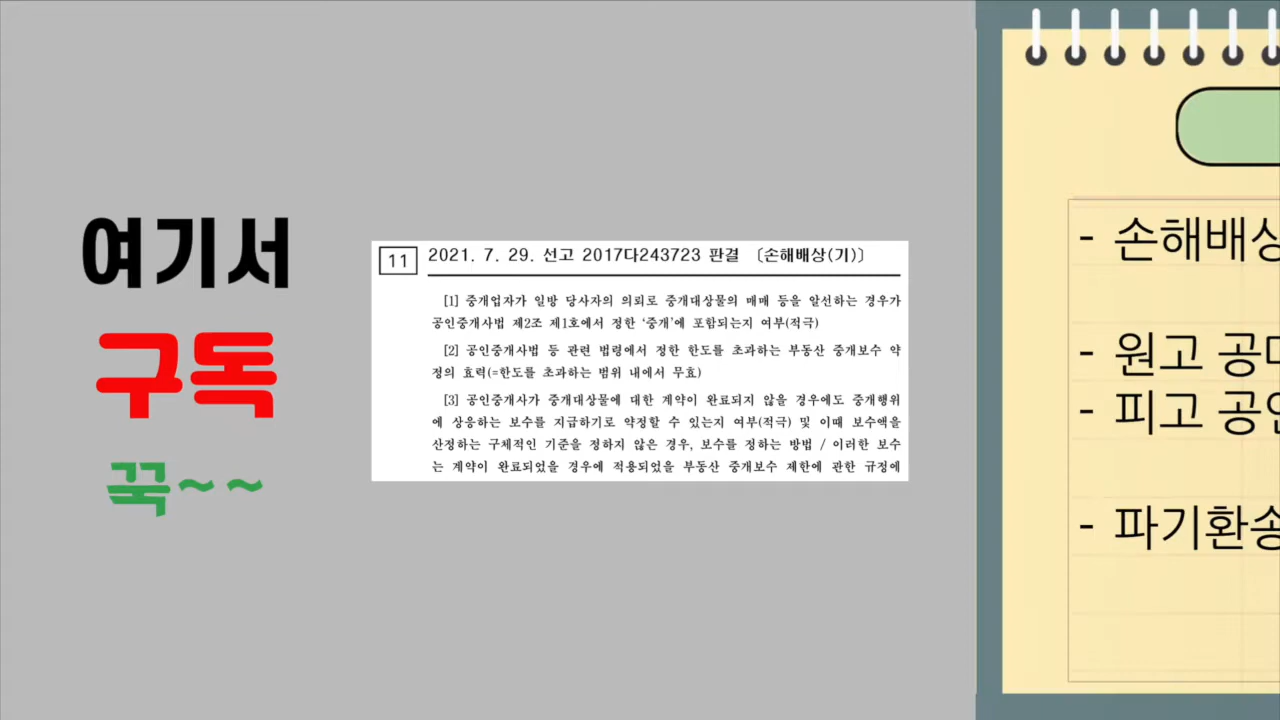 여기서
구독
꾹~~
11 2021. 7. 29. 선고 2017다243723 판결 〔손해배상(기)〕
[1] 중개업자가 일방 당사자의 의뢰로 중개대상물의 매매 등을 알선하는 경우가
공인중개사법 제2조 제1호에서 정한 ‘중개’에 포함되는지 여부(적극)
[2] 공인중개사법 등 관련 법령에서 정한 한도를 초과하는 부동산 중개보수 약
정의 효력(=한도를 초과하는 범위 내에서 무효)
[3] 공인중개사가 중개대상물에 대한 계약이 완료되지 않을 경우에도 중개행위
에 상응하는 보수를 지급하기로 약정할 수 있는지 여부(적극) 및 이때 보수액을
산정하는 구체적인 기준을 정하지 않은 경우, 보수를 정하는 방법 / 이러한 보수
는 계약이 완료되었을 경우에 적용되었을 부동산 중개보수 제한에 관한 규정에
- 손해배상
- 원고 공
- 피고 공인
- 파기환송